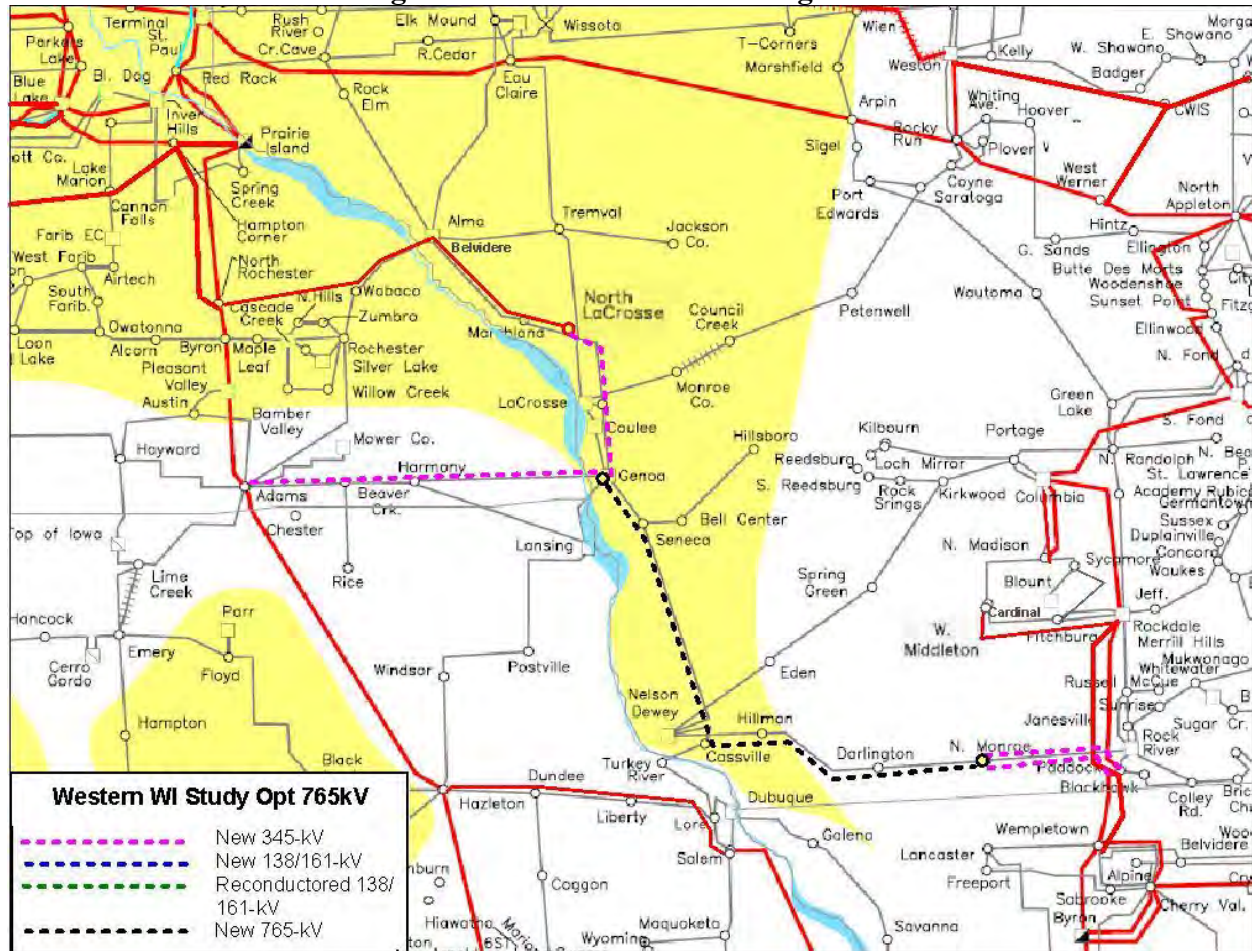 Terminal
St.
Paul
Rush
River
Elk Mound
Wissota
Wien
Parkers
Lake
Cr.Cave
R.Cedar
T-Corners
Kelly
W. Shawano
E. Showano
Morga
Blue
Lake
Bl. Dog
Red Rack
Eau
Claire
Marshfield
Weston
Badger
Inver
Hills
Rock
Elm
Arpin
Whiting
Ave.
Hoover
CWIS
Prairie
Island
Rocky
Run
Plover
Sigel
ott Co.
Lake
Marion
Spring
Creek
Port
Edwards
Coyne
Saratoga
West
Werner
North
Appleton
Cannon
Falls
Hampton
Corner
Alma
Belvidere
Tremval
Jackson
Co.
Hintz
G. Sands
Ellington
Farib EC
West Farib
Airtech
North
Rochester
Butte Des Morts
Woodenshoe
Sunset Point
South
Farib.
N.Hills
Cascade
Creek
Wabaco
Zumbro
North
LaCrosse
Council
Creek
Petenwell
Wautoma
Ellinwood
Owatonna
Marshland
Loon
Lake
Alcorn
Byron
Maple
Leaf
Rochester
Silver Lake
N. Fond
Pleasant
Valley
Willow Creek
Monroe
Co.
Green
Lake
Austin
Bamber
Valley
LaCrosse
Coulee
Hillsboro
Kilbourn
Portage
S. Fond
Hayward
Mower Co.
Reedsburg
Loch Mirror
N.
Randolph
N. Bea
Harmony
Genoa
S. Reedsburg
Rock
Srings
Kirkwood
Columbia
St. Lawrence
Academy Rubic
Adams
Beaver
Crk.
Germantown
Chester
Seneca
Bell Center
Sussex
Duplainville
Top of Iowa
Lansing
N. Madison
Sycamore
Concord
Waukes
Lime
Creek
Rice
Spring
Green
Blount
Jeff.
Hancock
Parr
Cardinal
Fitchburg
Rockdale
Merrill Hills
Cerro
Gordo
Emery
Floyd
Windsor
Postville
W.
Middleton
Mukwonago
Whitewater
Eden
Russel
McCue
Nelson
Dewey
Sunrise
Hampton
Hillman
Janesville
Sugar Cr.
Rock
River
Black
Cassville
Darlington
N. Monroe
Turkey
River
Paddock
Blackhawk
Dundee
Dubuque
Colley
Rd.
Hazleton
Liberty
Lore
Galena
Wempletown
Salem
Lancaster
Belvidere
Freeport
Alpine
Coggon
Sabrooke
Cherry Val.
Byron
Hiawatha
Maquoketa
Wyoming
Savanna
Western WI Study Opt 765kV
New 345-kV
New 138/161-kV
Reconductored 138/
161-kV
New 765-kV